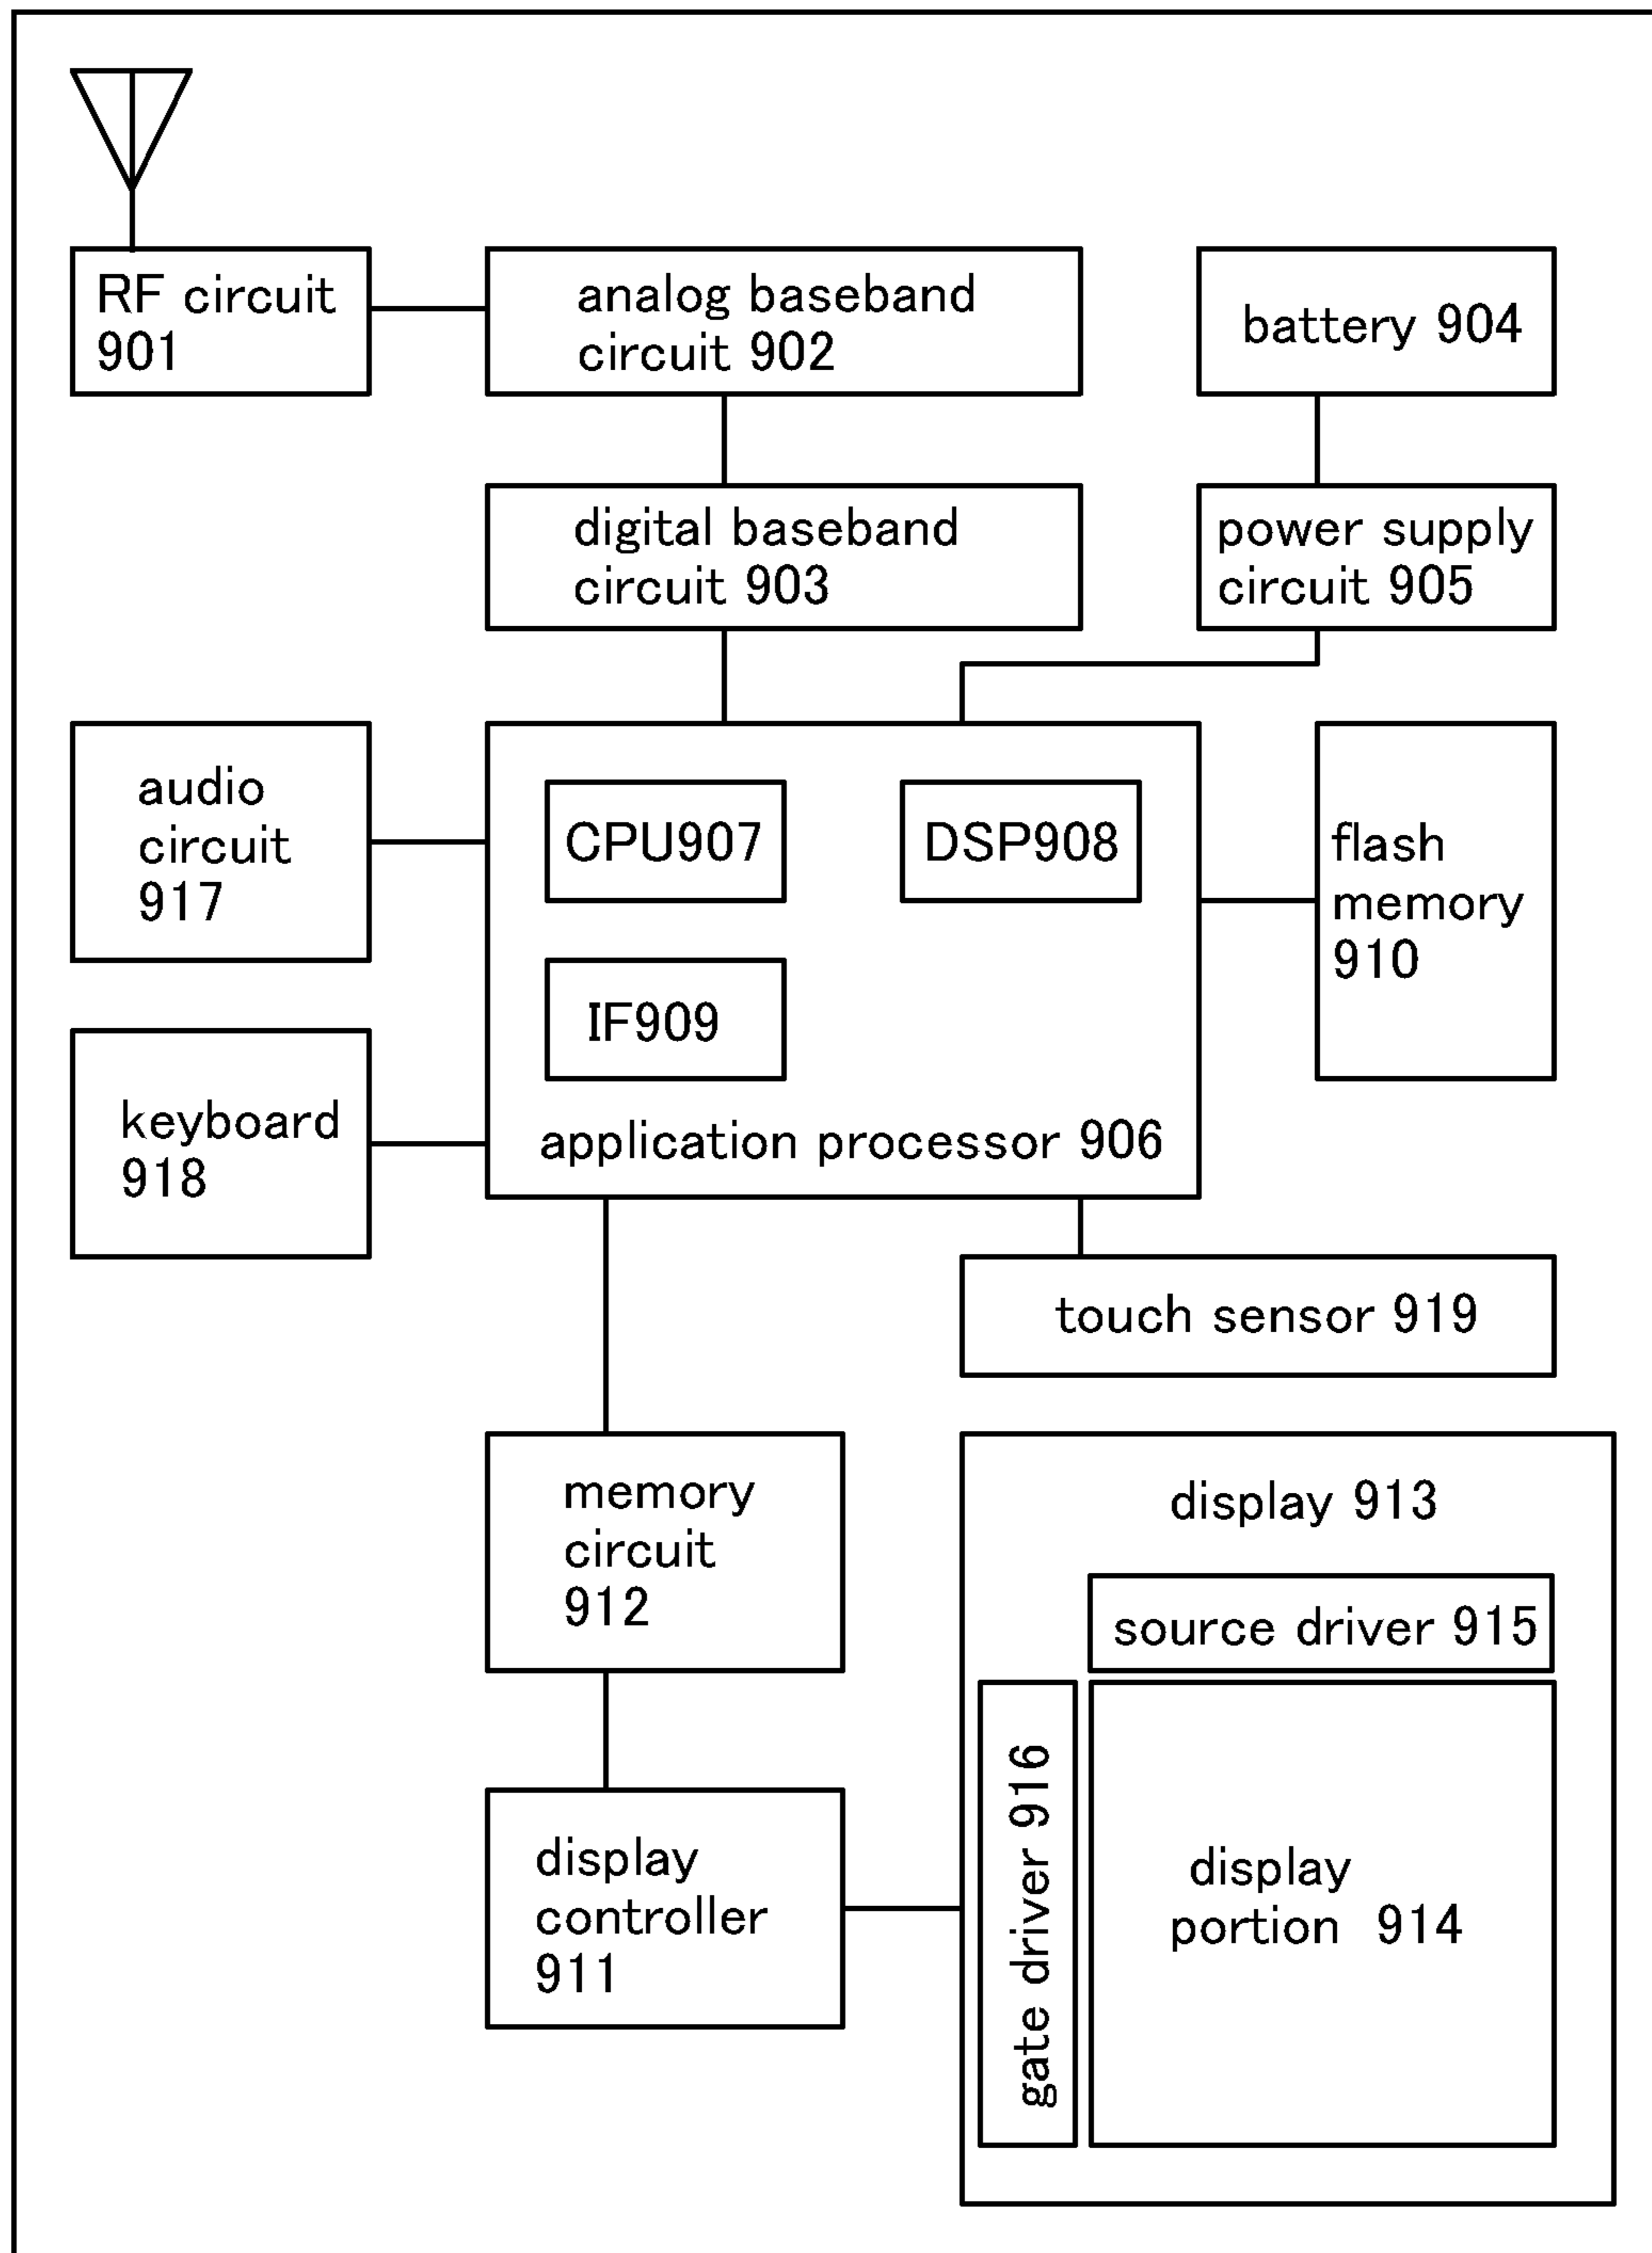 RF circuit
901
analog baseband
circuit 902
battery 904
digital baseband
circuit 903
power supply
circuit 905
audio
circuit
917
CPU907
DSP908
flash
memory
910
IF909
keyboard
918
application processor 906
touch sensor 919
memory
circuit
912
display 913
source driver 915
gate driver 916
display
portion 914
display
controller
911